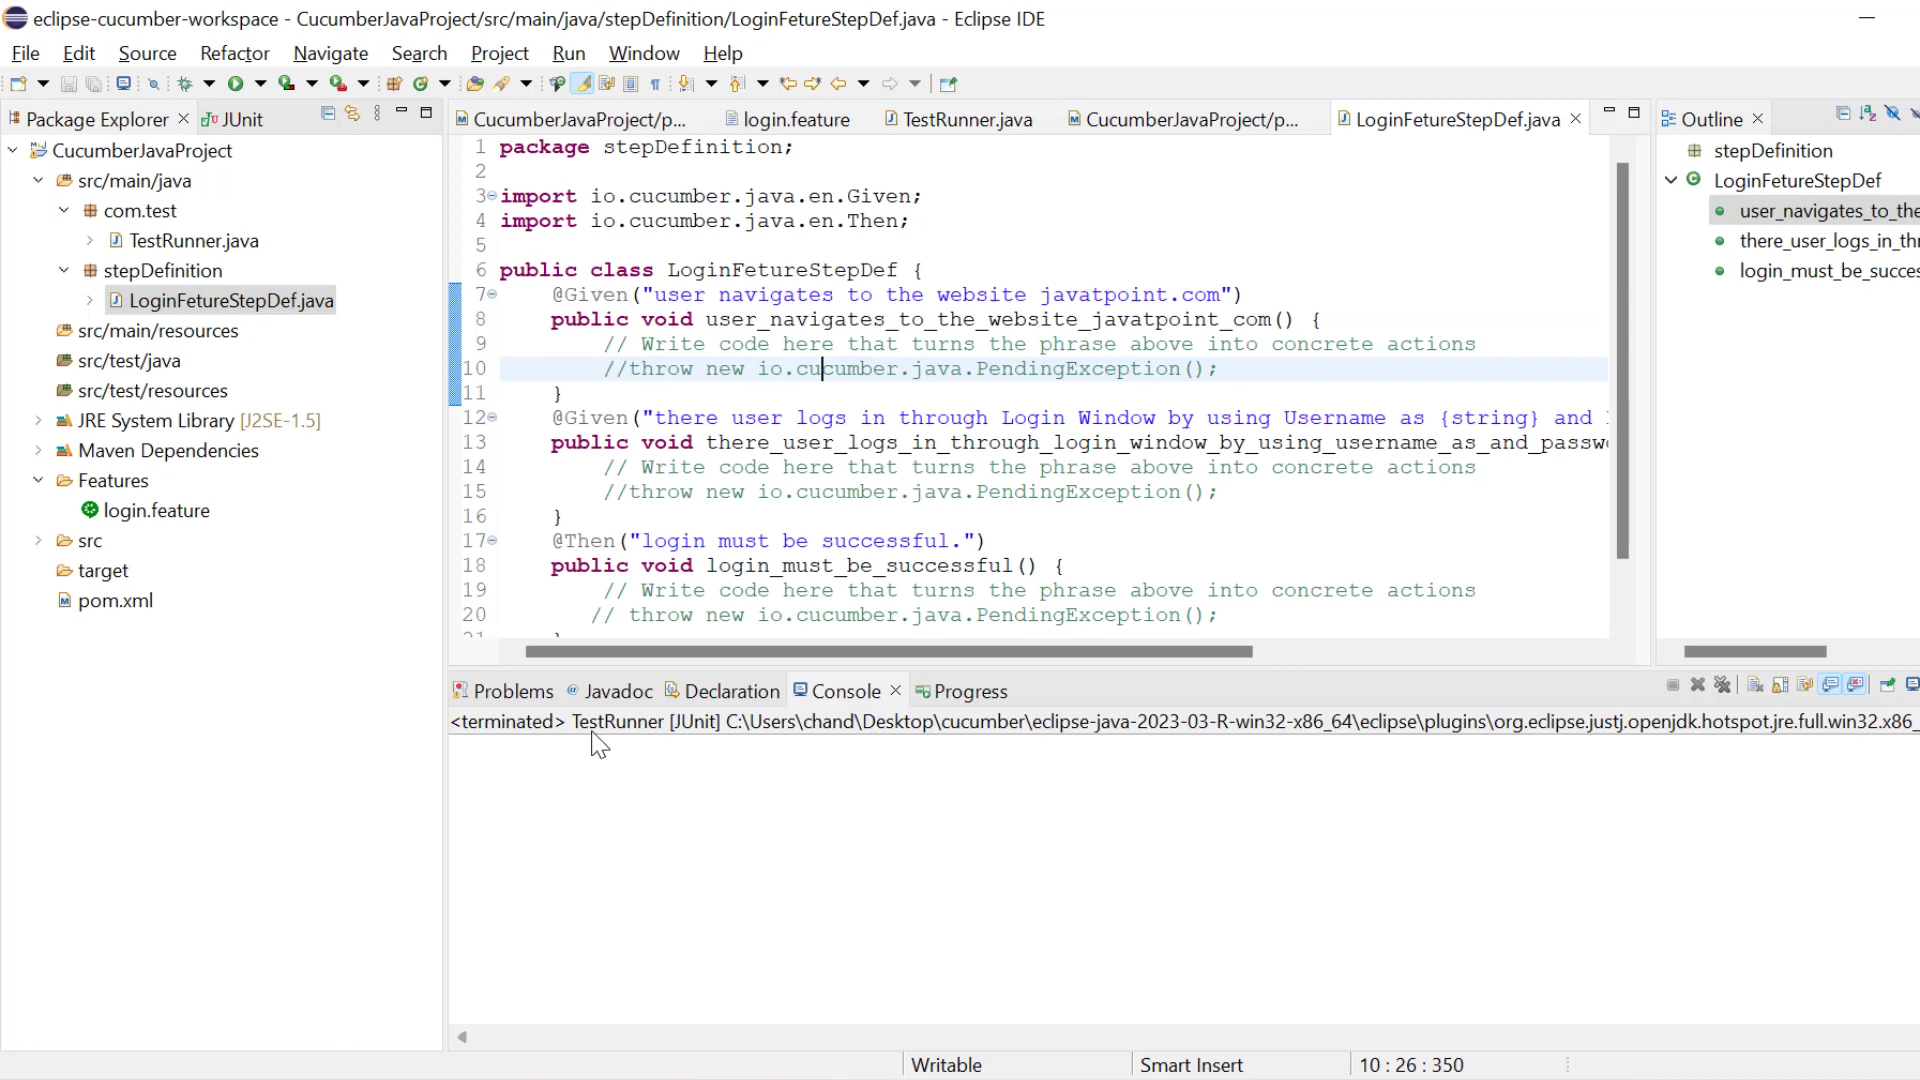 eclipse-cucumber-workspace - CucumberJavaProject/src/main/java/stepDefinition/LoginFetureStepDef.java - Eclipse IDE
File Edit Source Refactor Navigate Search Project Run Window Help
Package Explorer JUnit
CucumberJavaProject
src/main/java
com.test
TestRunner.java
stepDefinition
LoginFetureStepDef.java
src/main/resources
src/test/java
src/test/resources
JRE System Library [J2SE-1.5]
Maven Dependencies
Features
login.feature
src
target
pom.xml
CucumberJavaProject/p... login.feature TestRunner.java CucumberJavaProject/p... LoginFetureStepDef.java
1 package stepDefinition;
2
3 import io.cucumber.java.en.Given;
4 import io.cucumber.java.en.Then;
5
6 public class LoginFetureStepDef {
7 @Given("user navigates to the website javatpoint.com")
8 public void user_navigates_to_the_website_javatpoint_com() {
9 // Write code here that turns the phrase above into concrete actions
10 //throw new io.cucumber.java.PendingException();
11 }
12 @Given("there user logs in through Login Window by using Username as {string} and
13 public void there_user_logs_in_through_login_window_by_using_username_as_and_passw
14 // Write code here that turns the phrase above into concrete actions
15 //throw new io.cucumber.java.PendingException();
16 }
17 @Then("login must be successful.")
18 public void login_must_be_successful() {
19 // Write code here that turns the phrase above into concrete actions
20 // throw new io.cucumber.java.PendingException();
21
Outline
stepDefinition
LoginFetureStepDef
user_navigates_to_the
there_user_logs_in_thr
login_must_be_succes
Problems Javadoc Declaration Console Progress
<terminated> TestRunner [JUnit] C:\Users\chand\Desktop\cucumber\eclipse-java-2023-03-R-win32-x86_64\eclipse\plugins\org.eclipse.justj.openjdk.hotspot.jre.full.win32.x86_
Writable Smart Insert 10 : 26 : 350